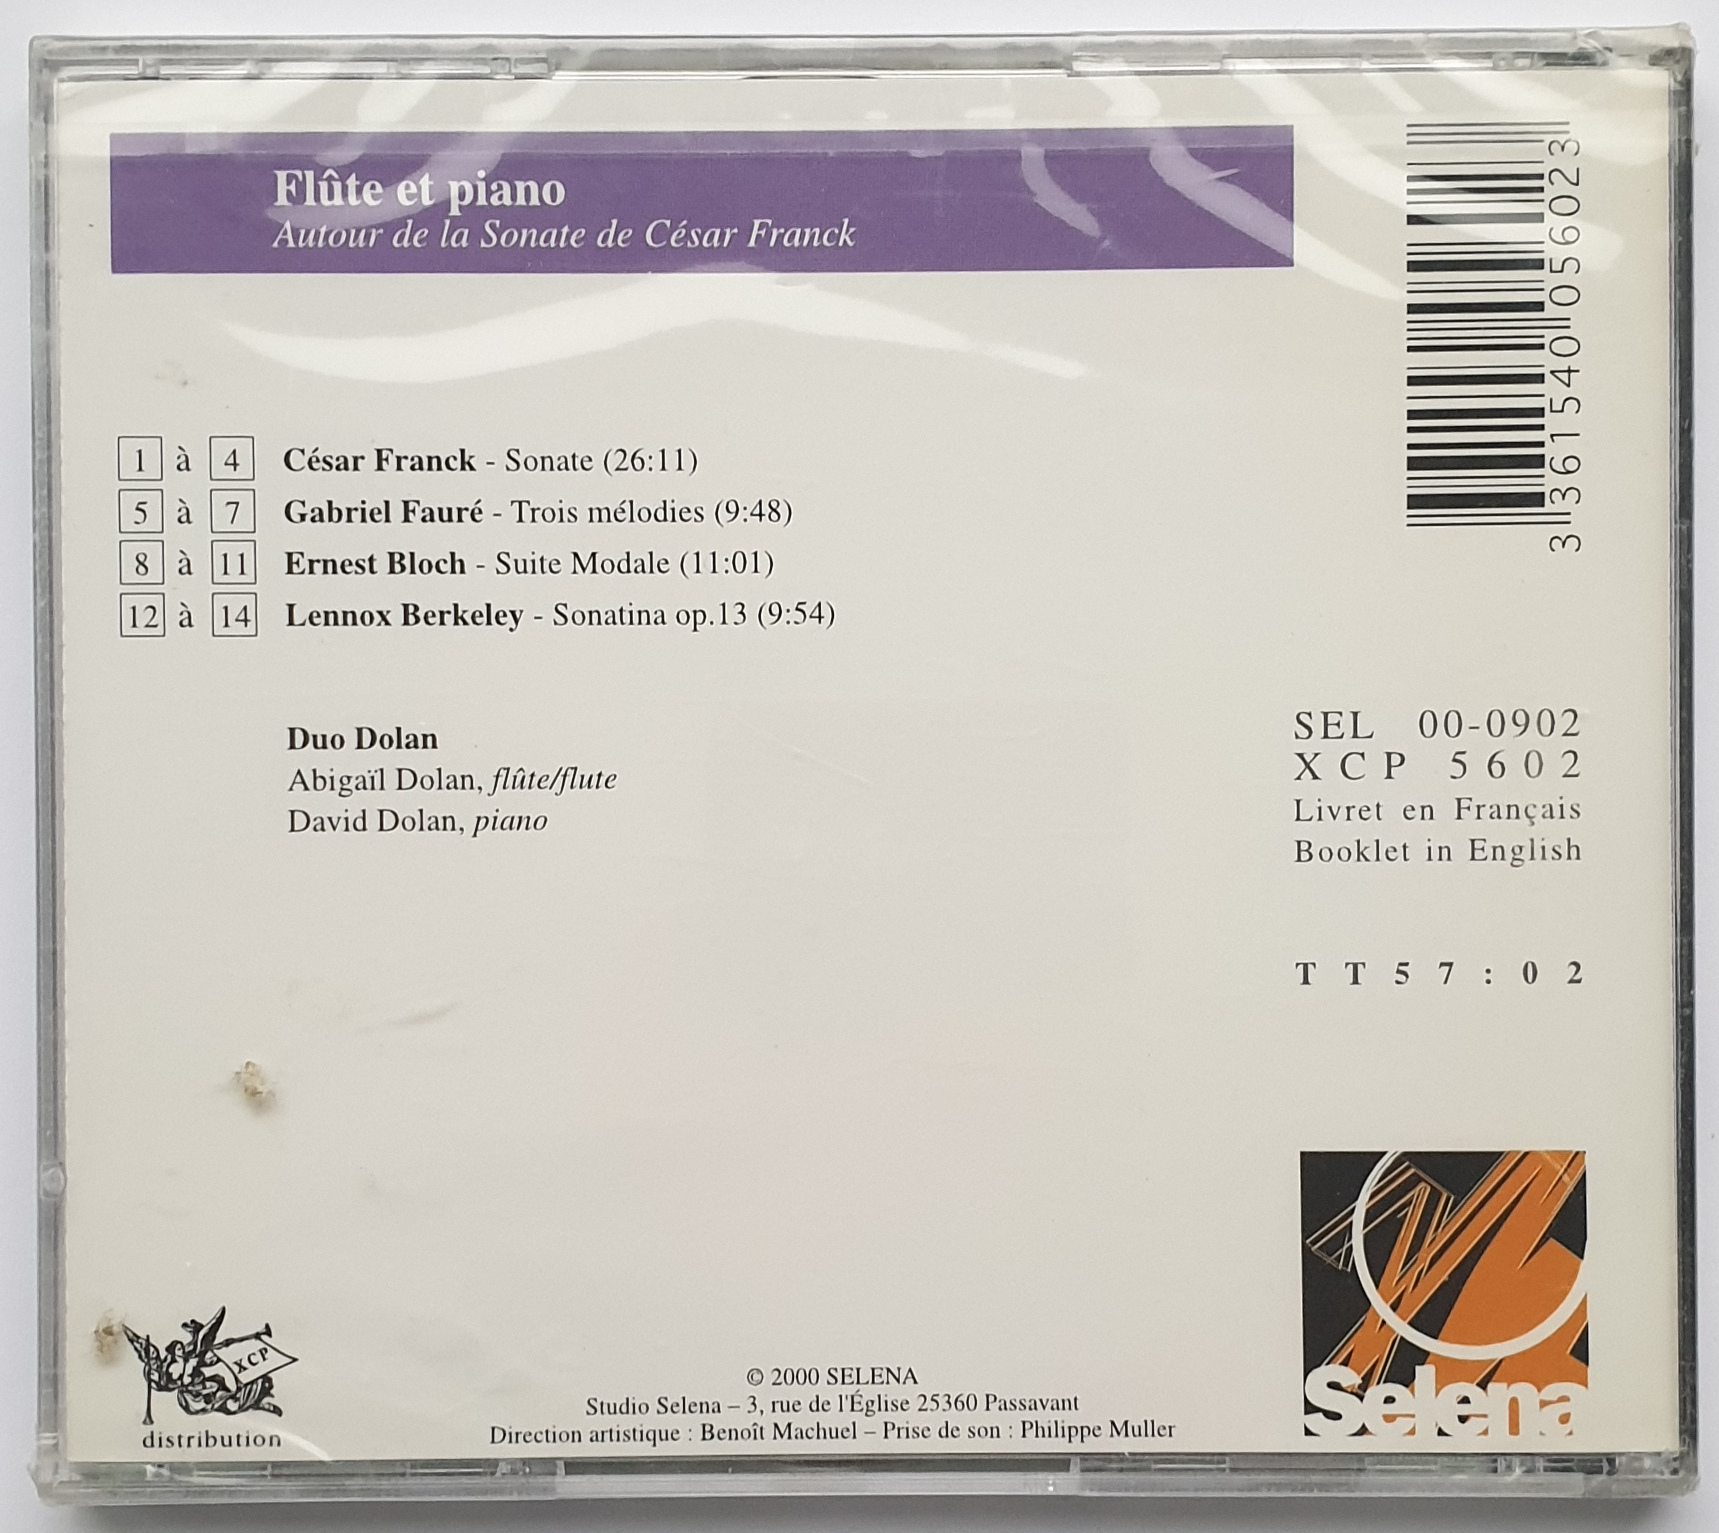 Flûte et piano
Autour de la Sonate de César Franck
3 361540 056023
1 à 4 César Franck - Sonate (26:11)
5 à 7 Gabriel Fauré - Trois mélodies (9:48)
8 à 11 Ernest Bloch - Suite Modale (11:01)
12 à 14 Lennox Berkeley - Sonatina op.13 (9:54)
Duo Dolan
Abigaïl Dolan, flûte/flute
David Dolan, piano
SEL 00-0902
XCP 5602
Livret en Français
Booklet in English
TT57:02
XCP
distribution
© 2000 SELENA
Studio Selena – 3, rue de l'Église 25360 Passavant
Direction artistique : Benoît Machuel – Prise de son : Philippe Muller
Selena